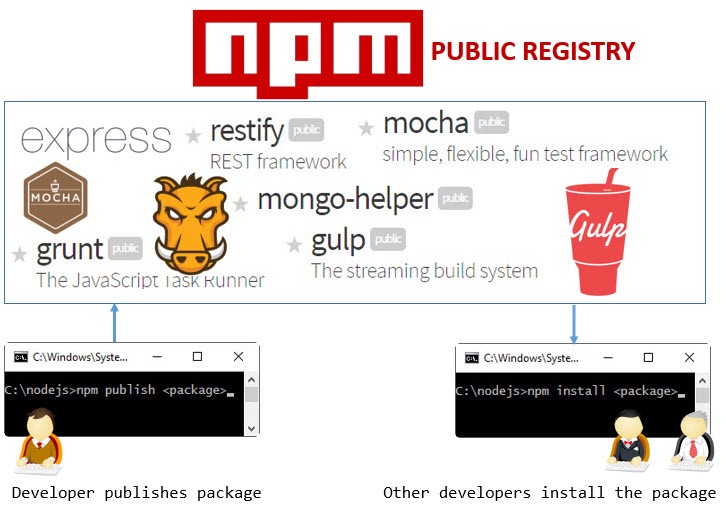 npm PUBLIC REGISTRY
express
restify public
REST framework
mocha public
simple, flexible, fun test framework
MOCHA
mongo-helper public
grunt public
The JavaScript Task Runner
gulp public
The streaming build system
Gulp
C:\Windows\Syste...
C:\nodejs>npm publish <package>_
Developer publishes package
C:\Windows\Syste...
C:\nodejs>npm install <package>_
Other developers install the package